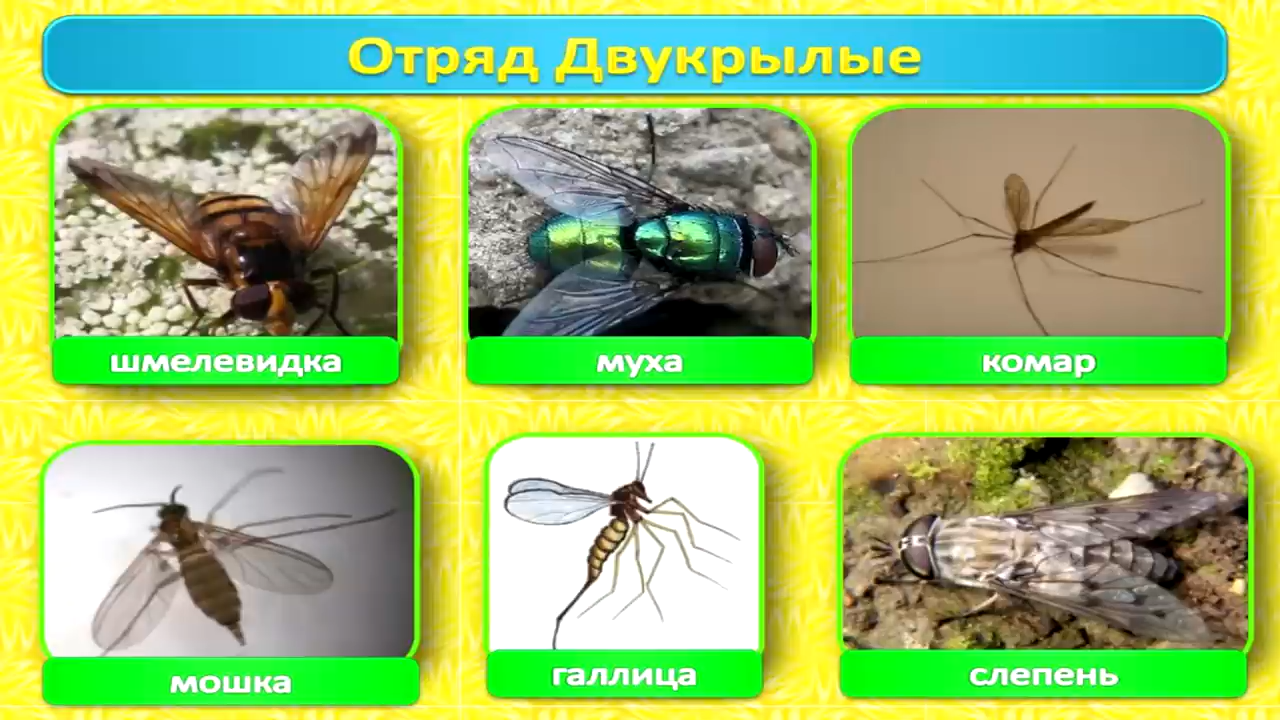 Отряд Двукрылые
шмелевидка
муха
комар
мошка
галлица
слепень